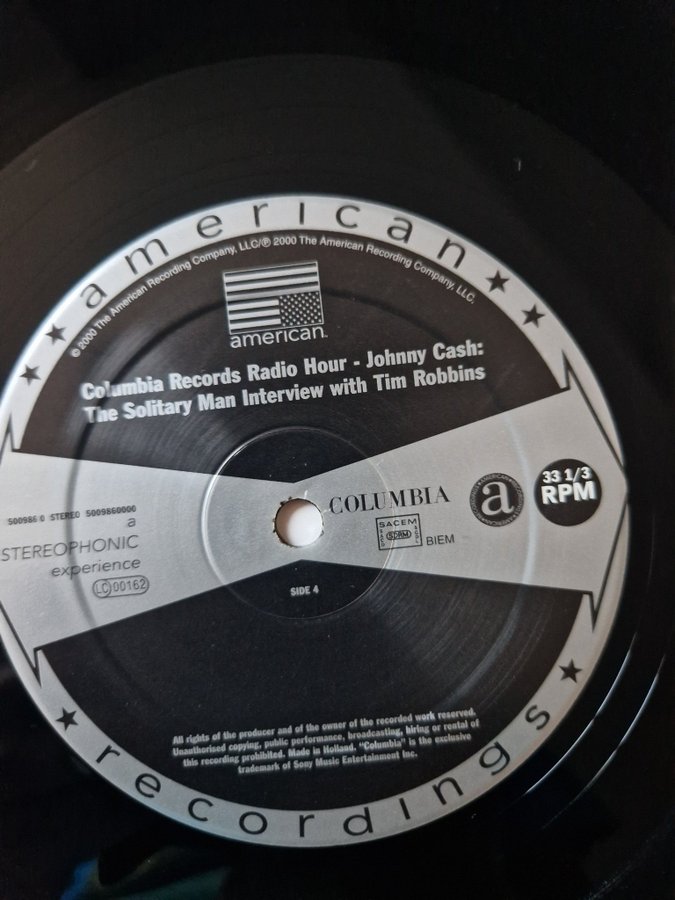 american
℗ 2000 The American Recording Company, LLC/℗ 2000 The American Recording Company, LLC.
american
Columbia Records Radio Hour - Johnny Cash:
The Solitary Man Interview with Tim Robbins
33 1/3
RPM
COLUMBIA
a
SACEM
SDRM
BIEM
500986 0 STEREO 5009860000
a
STEREOPHONIC
experience
LC 00162
SIDE 4
All rights of the producer and of the owner of the recorded work reserved.
Unauthorised copying, public performance, broadcasting, hiring or rental of
this recording prohibited. Made in Holland. "Columbia" is the exclusive
trademark of Sony Music Entertainment Inc.
recordings